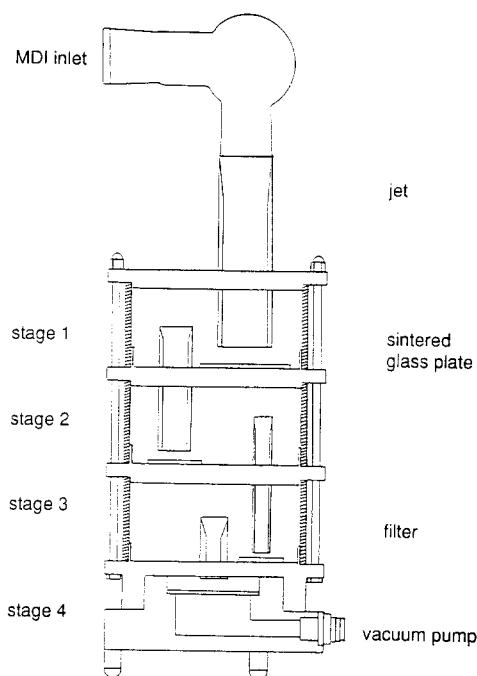 MDI inlet
jet
stage 1
sintered
glass plate
stage 2
stage 3
filter
stage 4
vacuum pump